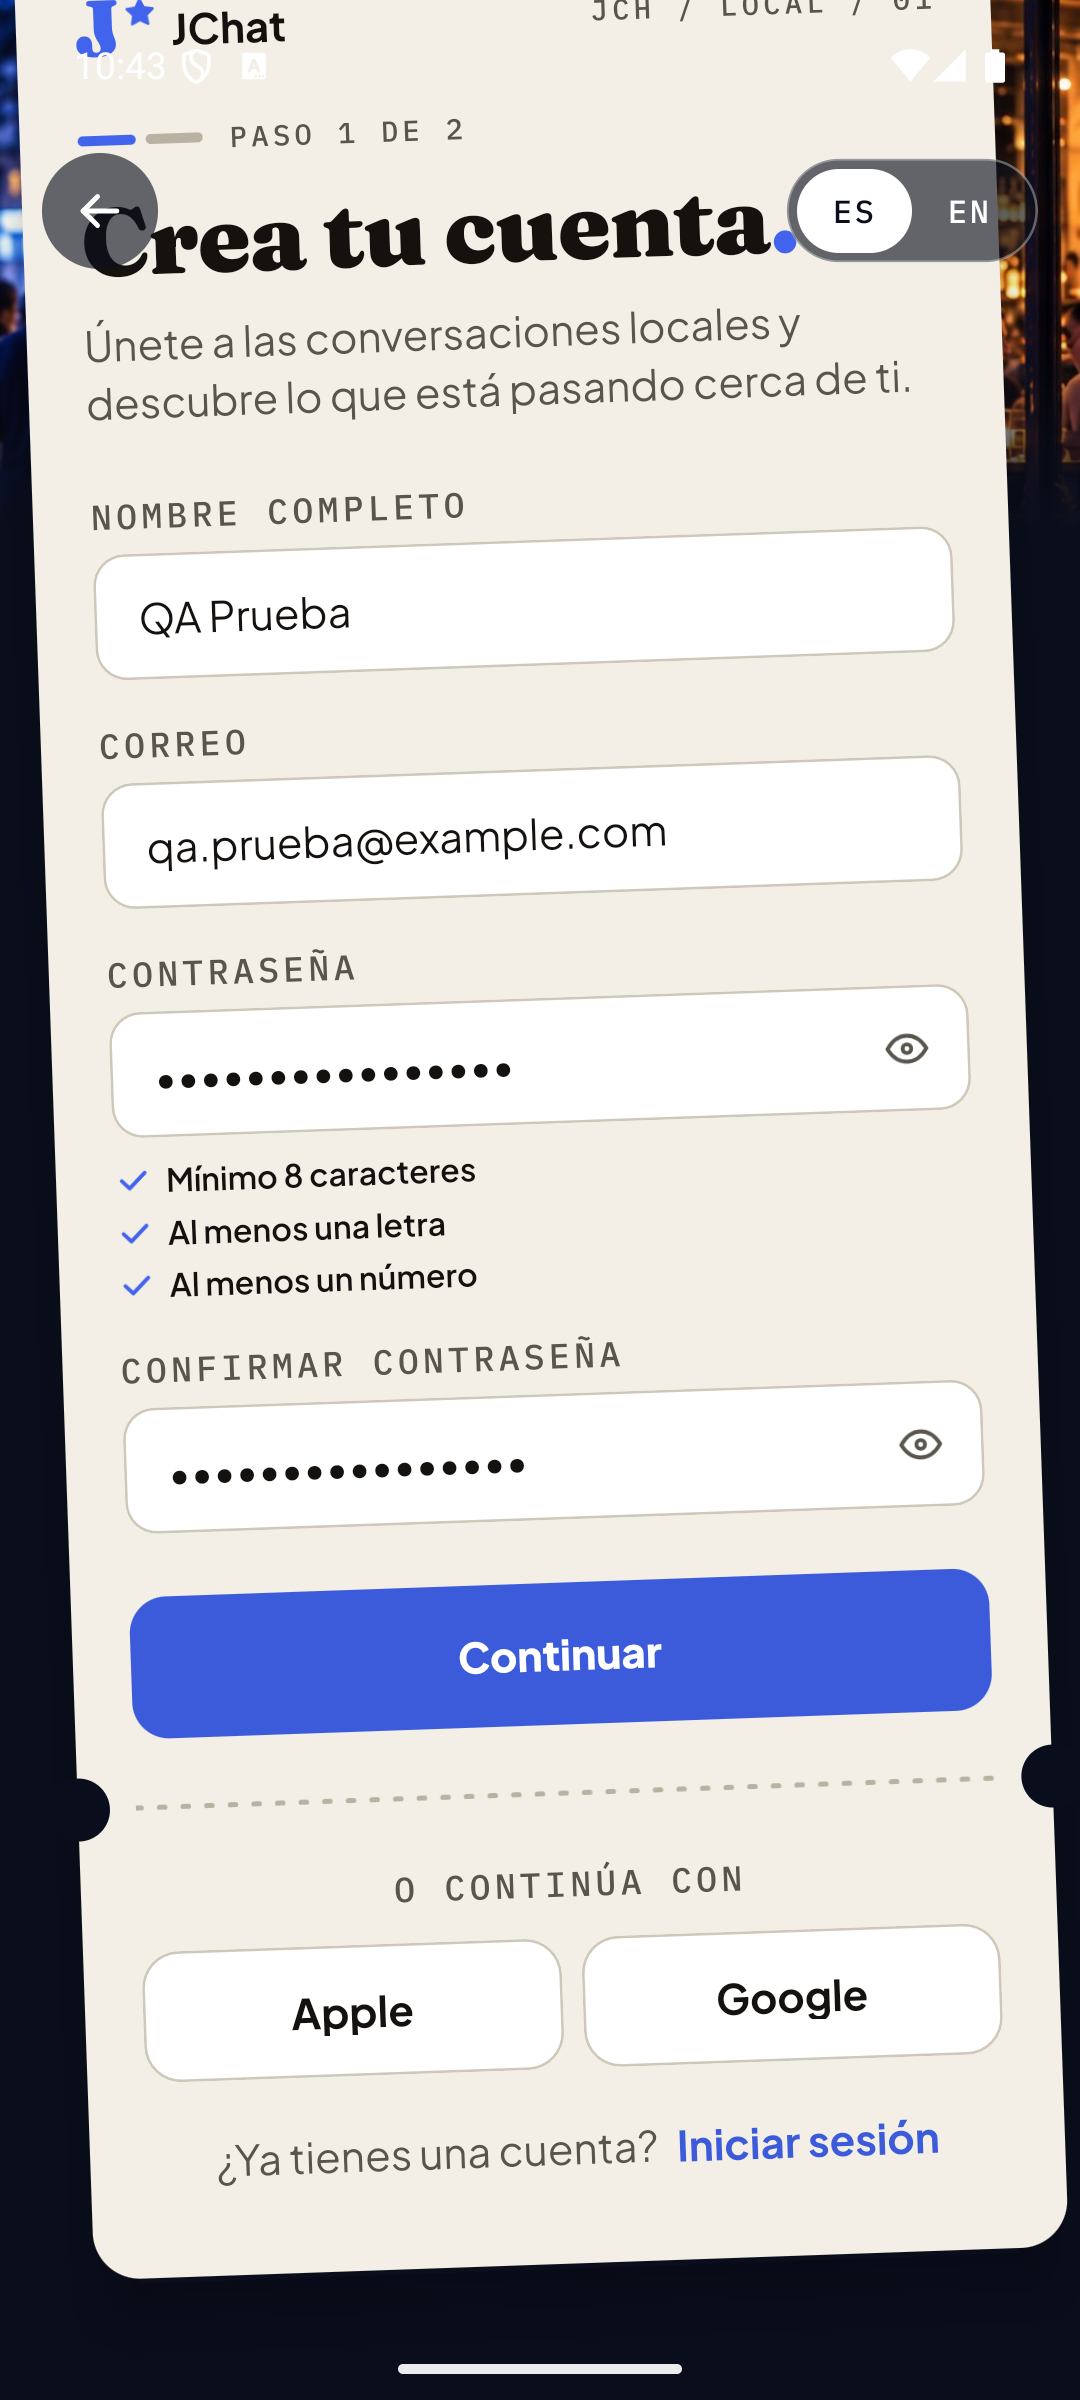 JChat
JCH / LOCAL / 01
10:43
PASO 1 DE 2
Crea tu cuenta.
ES EN
Únete a las conversaciones locales y
descubre lo que está pasando cerca de ti.
NOMBRE COMPLETO
QA Prueba
CORREO
qa.prueba@example.com
CONTRASEÑA
••••••••••••••••
Mínimo 8 caracteres
Al menos una letra
Al menos un número
CONFIRMAR CONTRASEÑA
••••••••••••••••
Continuar
O CONTINÚA CON
Apple
Google
¿Ya tienes una cuenta? Iniciar sesión